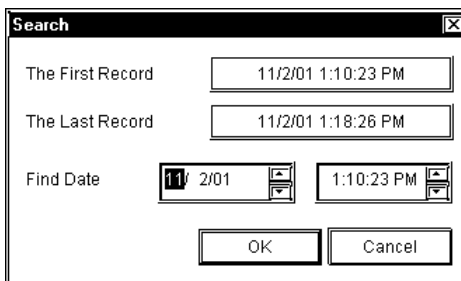 Search
The First Record 11/2/01 1:10:23 PM
The Last Record 11/2/01 1:18:26 PM
Find Date 11/ 2/01 1:10:23 PM
OK Cancel